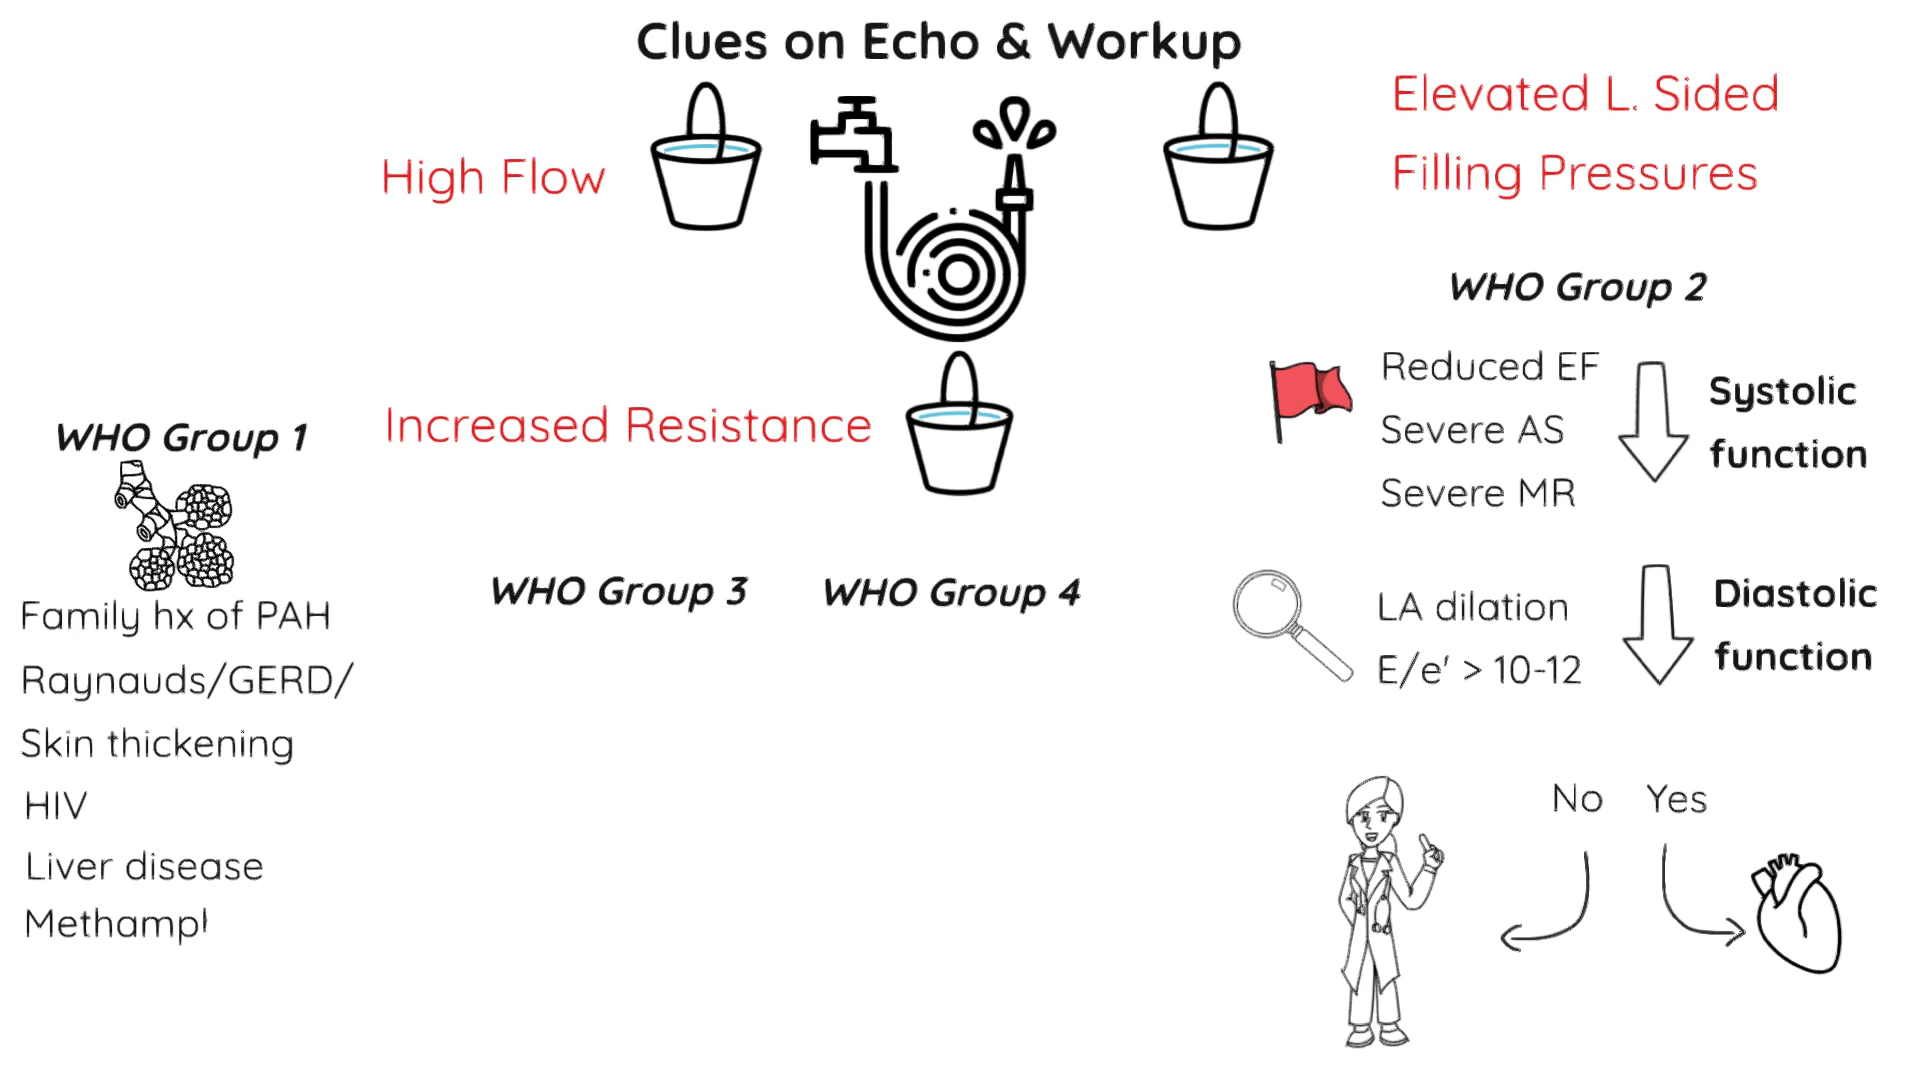 Clues on Echo & Workup
High Flow
Elevated L. Sided
Filling Pressures
Increased Resistance
WHO Group 1
Family hx of PAH
Raynauds/GERD/
Skin thickening
HIV
Liver disease
WHO Group 3
WHO Group 4
WHO Group 2
Reduced EF
Severe AS
Severe MR
Systolic
function
LA dilation
E/e' > 10-12
Diastolic
function
No
Yes